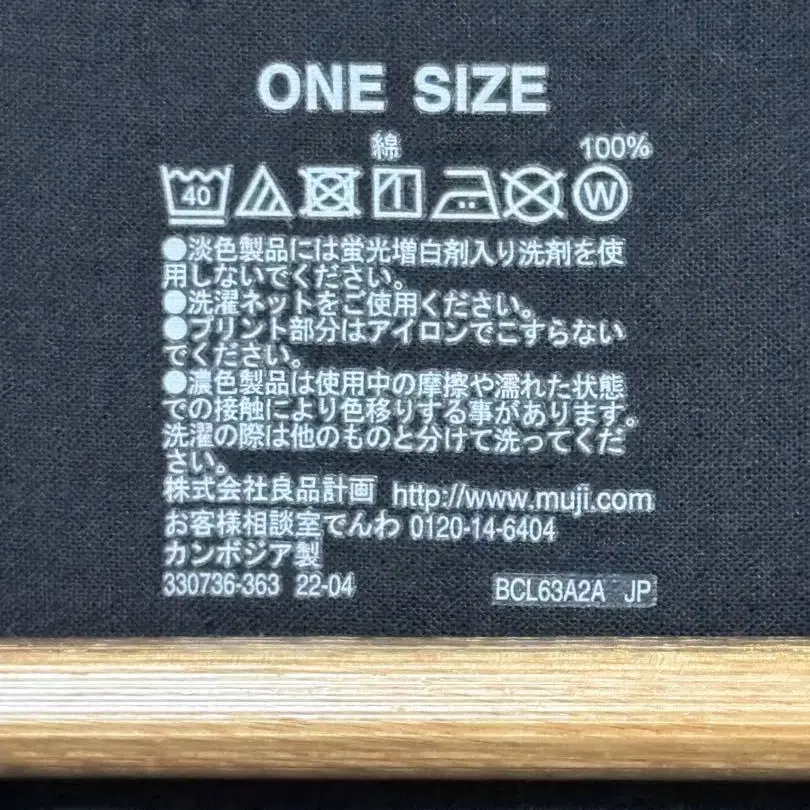 ONE SIZE
綿 100%
40 W
●淡色製品には蛍光増白剤入り洗剤を使
用しないでください。
●洗濯ネットをご使用ください。
●プリント部分はアイロンでこすらない
でください。
●濃色製品は使用中の摩擦や濡れた状態
での接触により色移りする事があります。
洗濯の際は他のものと分けて洗ってくだ
さい。
株式会社良品計画 http://www.muji.com
お客様相談室でんわ 0120-14-6404
カンボジア製
330736-363 22-04 BCL63A2A JP